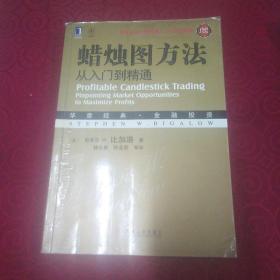 蜡烛图方法
从入门到精通
Profitable Candlestick Trading
Pinpointing Market Opportunities
to Maximize Profits
华章经典·金融投资
STEPHEN W. BIGALOW
比加洛 著